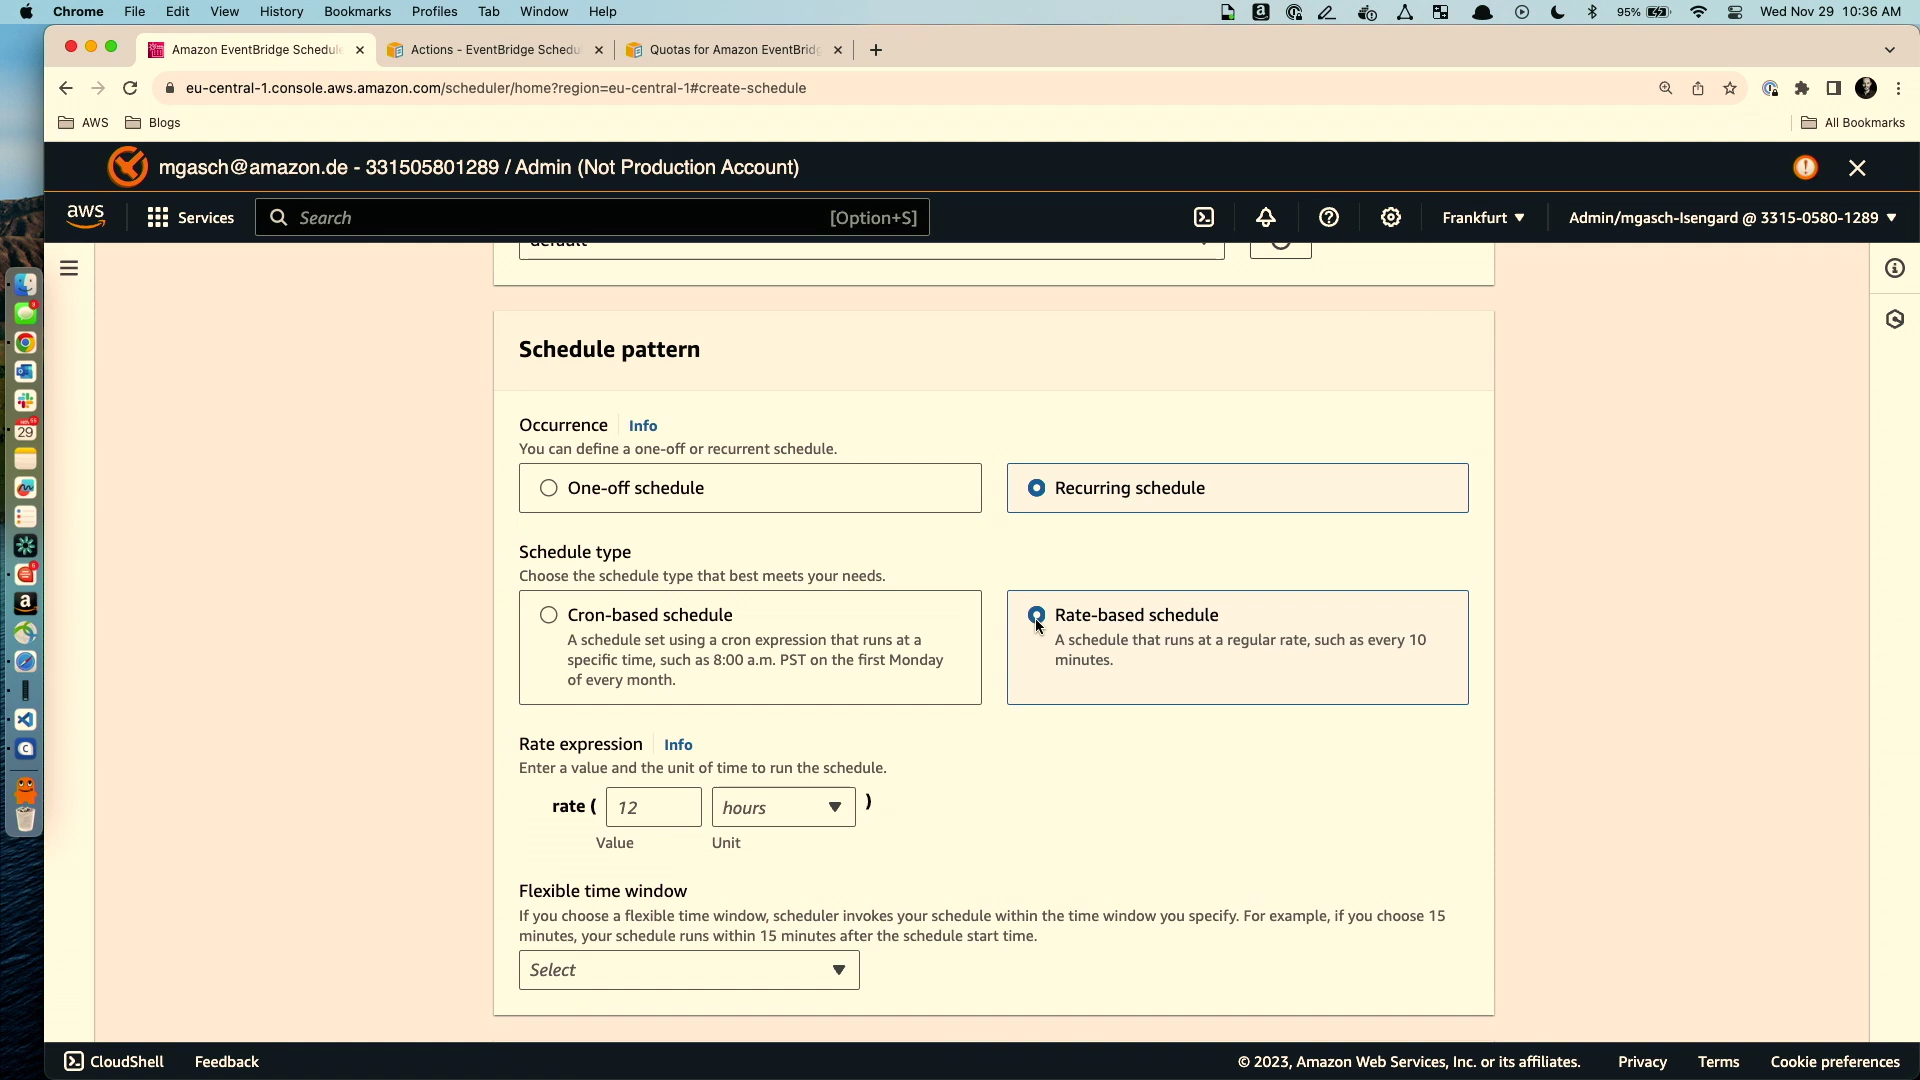 Chrome File Edit View History Bookmarks Profiles Tab Window Help 95% Wed Nov 29 10:36 AM
Amazon EventBridge Schedule Actions - EventBridge Schedu Quotas for Amazon EventBridg
eu-central-1.console.aws.amazon.com/scheduler/home?region=eu-central-1#create-schedule
AWS Blogs All Bookmarks
mgasch@amazon.de - 331505801289 / Admin (Not Production Account)
aws Services Search [Option+S] Frankfurt Admin/mgasch-Isengard @ 3315-0580-1289
default
Schedule pattern
Occurrence Info
You can define a one-off or recurrent schedule.
One-off schedule Recurring schedule
Schedule type
Choose the schedule type that best meets your needs.
Cron-based schedule Rate-based schedule
A schedule set using a cron expression that runs at a A schedule that runs at a regular rate, such as every 10
specific time, such as 8:00 a.m. PST on the first Monday minutes.
of every month.
Rate expression Info
Enter a value and the unit of time to run the schedule.
rate ( 12 hours )
Value Unit
Flexible time window
If you choose a flexible time window, scheduler invokes your schedule within the time window you specify. For example, if you choose 15
minutes, your schedule runs within 15 minutes after the schedule start time.
Select
CloudShell Feedback © 2023, Amazon Web Services, Inc. or its affiliates. Privacy Terms Cookie preferences